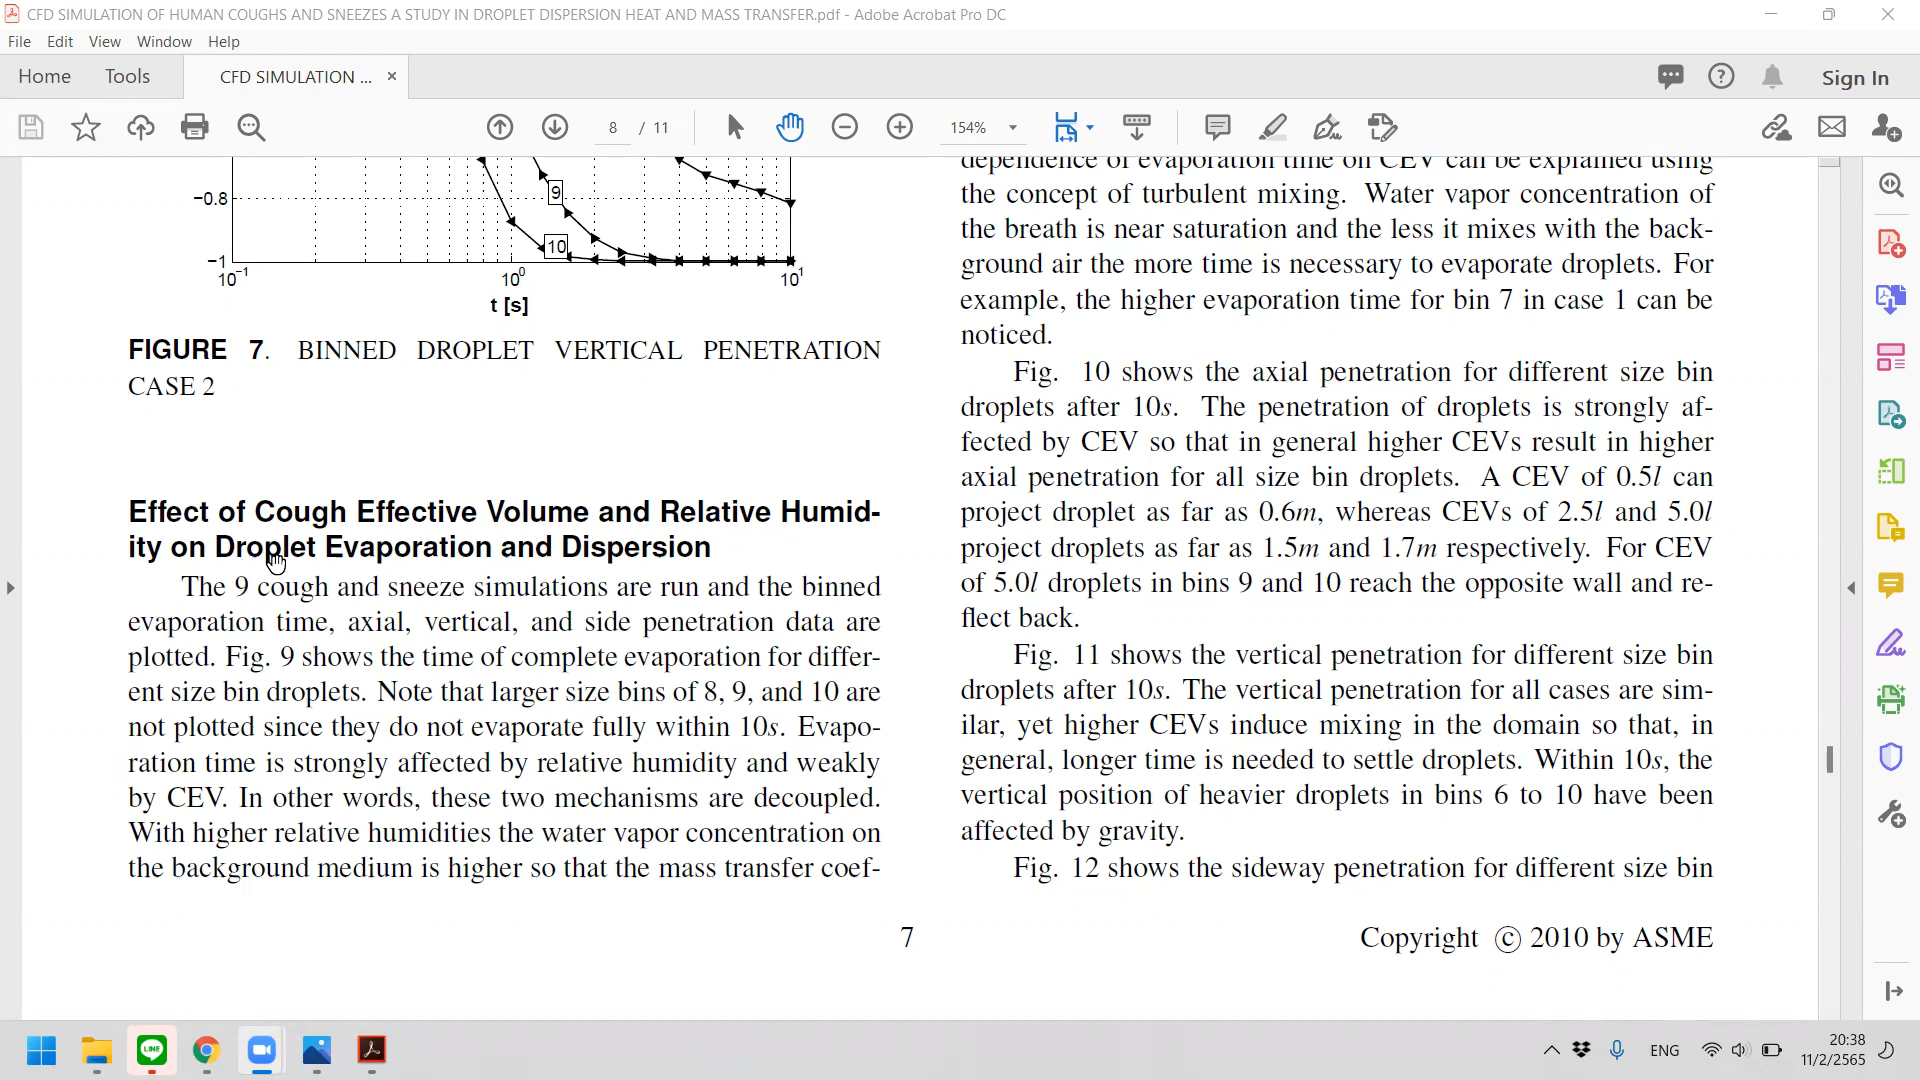 CFD SIMULATION OF HUMAN COUGHS AND SNEEZES A STUDY IN DROPLET DISPERSION HEAT AND MASS TRANSFER.pdf - Adobe Acrobat Pro DC
File Edit View Window Help
Home Tools CFD SIMULATION ... × Sign In
8 / 11 154%
−0.8
−1
9
10
10⁻¹ 10⁰ 10¹
t [s]
FIGURE 7. BINNED DROPLET VERTICAL PENETRATION
CASE 2
Effect of Cough Effective Volume and Relative Humid-
ity on Droplet Evaporation and Dispersion
The 9 cough and sneeze simulations are run and the binned
evaporation time, axial, vertical, and side penetration data are
plotted. Fig. 9 shows the time of complete evaporation for differ-
ent size bin droplets. Note that larger size bins of 8, 9, and 10 are
not plotted since they do not evaporate fully within 10s. Evapo-
ration time is strongly affected by relative humidity and weakly
by CEV. In other words, these two mechanisms are decoupled.
With higher relative humidities the water vapor concentration on
the background medium is higher so that the mass transfer coef-
dependence of evaporation time on CEV can be explained using
the concept of turbulent mixing. Water vapor concentration of
the breath is near saturation and the less it mixes with the back-
ground air the more time is necessary to evaporate droplets. For
example, the higher evaporation time for bin 7 in case 1 can be
noticed.
Fig. 10 shows the axial penetration for different size bin
droplets after 10s. The penetration of droplets is strongly af-
fected by CEV so that in general higher CEVs result in higher
axial penetration for all size bin droplets. A CEV of 0.5l can
project droplet as far as 0.6m, whereas CEVs of 2.5l and 5.0l
project droplets as far as 1.5m and 1.7m respectively. For CEV
of 5.0l droplets in bins 9 and 10 reach the opposite wall and re-
flect back.
Fig. 11 shows the vertical penetration for different size bin
droplets after 10s. The vertical penetration for all cases are sim-
ilar, yet higher CEVs induce mixing in the domain so that, in
general, longer time is needed to settle droplets. Within 10s, the
vertical position of heavier droplets in bins 6 to 10 have been
affected by gravity.
Fig. 12 shows the sideway penetration for different size bin
7 Copyright © 2010 by ASME
LINE
ENG
20:38
11/2/2565